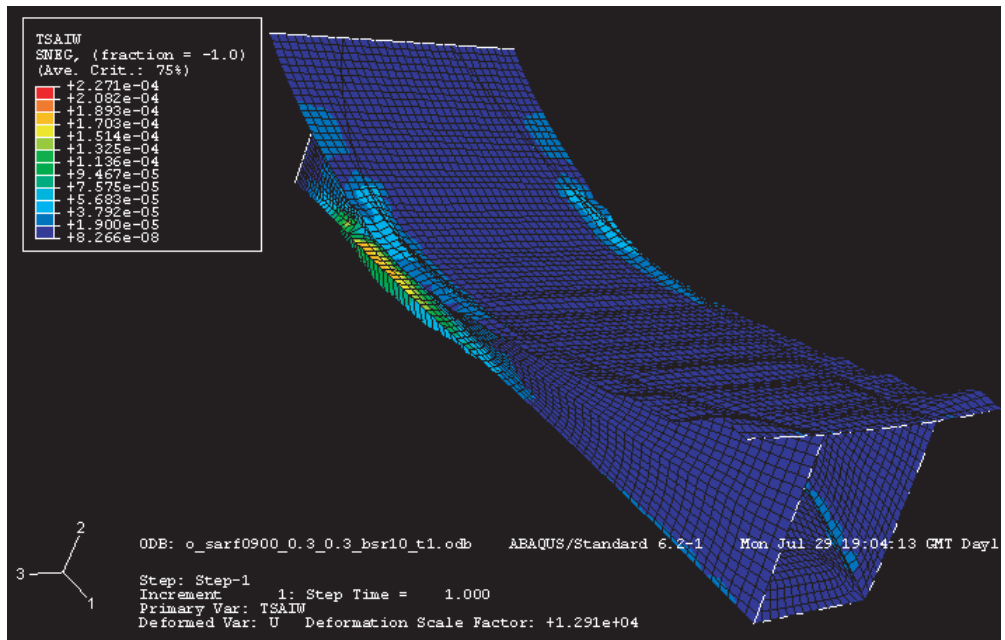 TSAIW
SNEG, (fraction = -1.0)
(Ave. Crit.: 75%)
+2.271e-04
+2.082e-04
+1.893e-04
+1.703e-04
+1.514e-04
+1.325e-04
+1.136e-04
+9.467e-05
+7.575e-05
+5.683e-05
+3.792e-05
+1.900e-05
+8.266e-08
2
3
1
ODB: o_sarf0900_0.3_0.3_bsr10_t1.odb ABAQUS/Standard 6.2-1 Mon Jul 29 19:04:13 GMT Dayl
Step: Step-1
Increment 1: Step Time = 1.000
Primary Var: TSAIW
Deformed Var: U Deformation Scale Factor: +1.291e+04